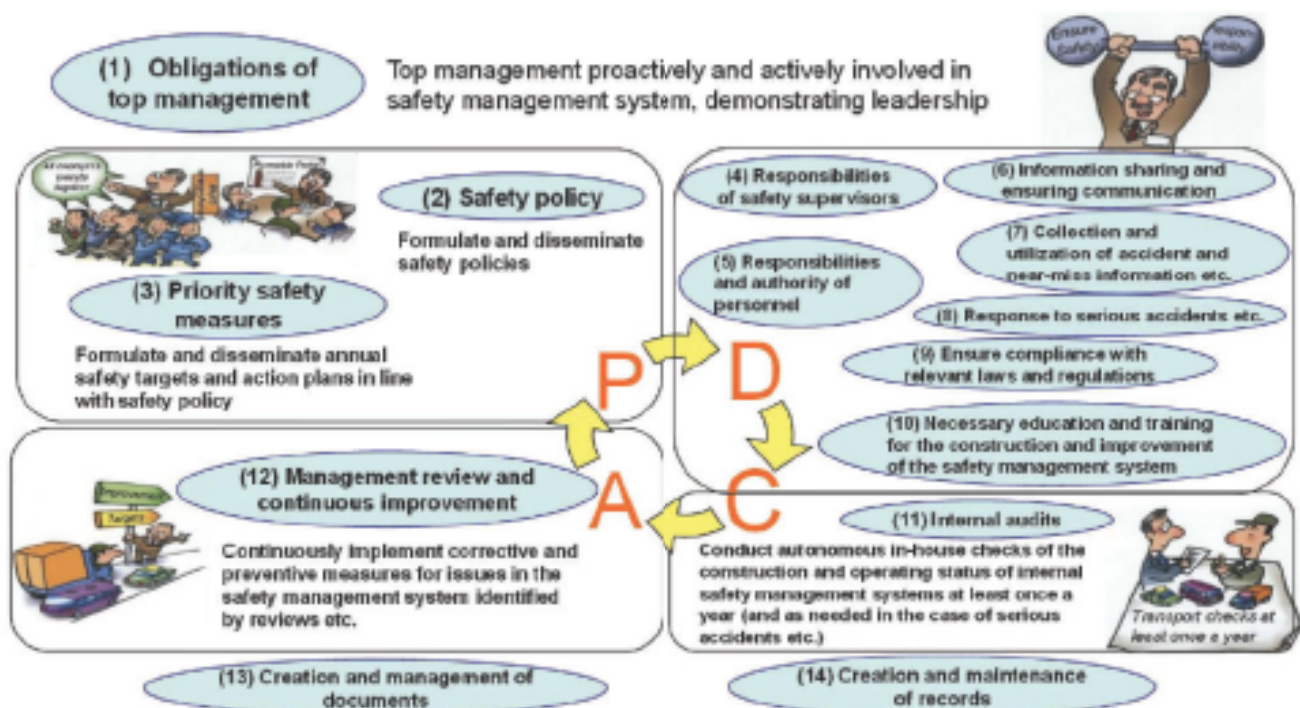 (1) Obligations of
top management
Top management proactively and actively involved in
safety management system, demonstrating leadership
Ensure
Safety
(2) Safety policy
Formulate and disseminate
safety policies
(3) Priority safety
measures
Formulate and disseminate annual
safety targets and action plans in line
with safety policy
P
(4) Responsibilities
of safety supervisors
(5) Responsibilities
and authority of
personnel
(6) Information sharing and
ensuring communication
(7) Collection and
utilization of accident and
near-miss information etc.
(8) Response to serious accidents etc.
(9) Ensure compliance with
relevant laws and regulations
(10) Necessary education and training
for the construction and improvement
of the safety management system
D
C
(11) Internal audits
Conduct autonomous in-house checks of the
construction and operating status of internal
safety management systems at least once a
year (and as needed in the case of serious
accidents etc.)
Transport checks at
least once a year
A
(12) Management review and
continuous improvement
Improvement
Targets
Continuously implement corrective and
preventive measures for issues in the
safety management system identified
by reviews etc.
(13) Creation and management of
documents
(14) Creation and maintenance
of records